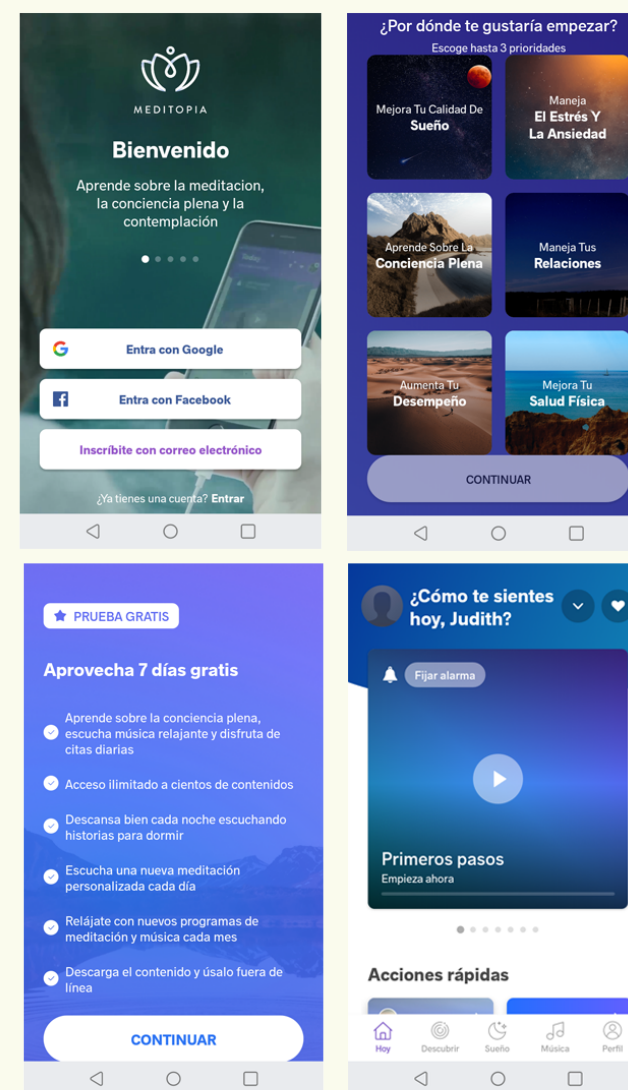 MEDITOPIA
Bienvenido
Aprende sobre la meditacion,
la conciencia plena y la
contemplación
Entra con Google
Entra con Facebook
Inscríbite con correo electrónico
¿Ya tienes una cuenta? Entrar
¿Por dónde te gustaría empezar?
Escoge hasta 3 prioridades
Mejora Tu Calidad De
Sueño
Maneja
El Estrés Y
La Ansiedad
Aprende Sobre La
Conciencia Plena
Maneja Tus
Relaciones
Aumenta Tu
Desempeño
Mejora Tu
Salud Física
CONTINUAR
PRUEBA GRATIS
Aprovecha 7 días gratis
Aprende sobre la conciencia plena,
escucha música relajante y disfruta de
citas diarias
Acceso ilimitado a cientos de contenidos
Descansa bien cada noche escuchando
historias para dormir
Escucha una nueva meditación
personalizada cada día
Relájate con nuevos programas de
meditación y música cada mes
Descarga el contenido y úsalo fuera de
línea
CONTINUAR
¿Cómo te sientes
hoy, Judith?
Fijar alarma
Primeros pasos
Empieza ahora
Acciones rápidas
Hoy
Descubrir
Sueño
Música
Perfil